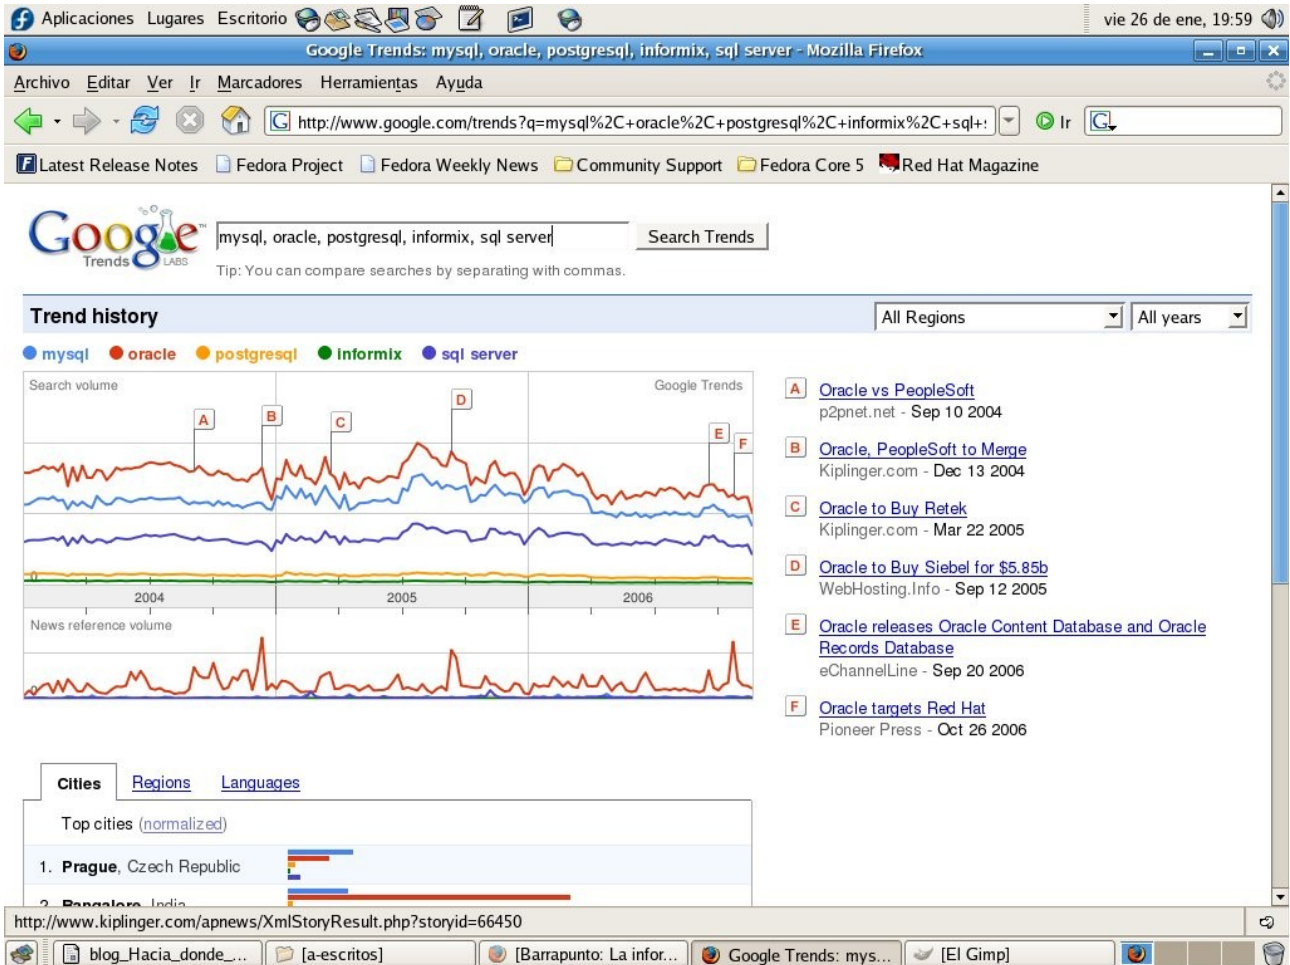 Aplicaciones Lugares Escritorio vie 26 de ene, 19:59
Google Trends: mysql, oracle, postgresql, informix, sql server - Mozilla Firefox
Archivo Editar Ver Ir Marcadores Herramientas Ayuda
http://www.google.com/trends?q=mysql%2C+oracle%2C+postgresql%2C+informix%2C+sql+s Ir G
Latest Release Notes Fedora Project Fedora Weekly News Community Support Fedora Core 5 Red Hat Magazine
Google™ mysql, oracle, postgresql, informix, sql server Search Trends
Trends LABS
Tip: You can compare searches by separating with commas.
Trend history All Regions All years
mysql oracle postgresql informix sql server
Search volume Google Trends
A
B
C
D
E
F
0
2004 2005 2006
News reference volume
0
A Oracle vs PeopleSoft
p2pnet.net - Sep 10 2004
B Oracle, PeopleSoft to Merge
Kiplinger.com - Dec 13 2004
C Oracle to Buy Retek
Kiplinger.com - Mar 22 2005
D Oracle to Buy Siebel for $5.85b
WebHosting.Info - Sep 12 2005
E Oracle releases Oracle Content Database and Oracle
Records Database
eChannelLine - Sep 20 2006
F Oracle targets Red Hat
Pioneer Press - Oct 26 2006
Cities Regions Languages
Top cities (normalized)
1. Prague, Czech Republic
2. Bangalore, India
http://www.kiplinger.com/apnews/XmlStoryResult.php?storyid=66450
blog_Hacia_donde_... [a-escritos] [Barrapunto: La infor... Google Trends: mys... [El Gimp]